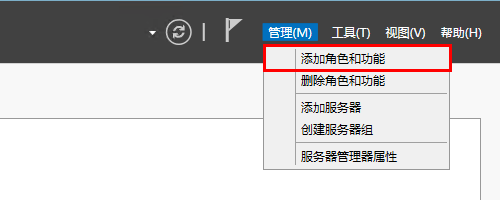 管理(M) 工具(T) 视图(V) 帮助(H)
添加角色和功能
删除角色和功能
添加服务器
创建服务器组
服务器管理器属性